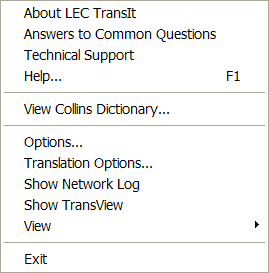 About LEC TransIt
Answers to Common Questions
Technical Support
Help... F1
View Collins Dictionary...
Options...
Translation Options...
Show Network Log
Show TransView
View
Exit